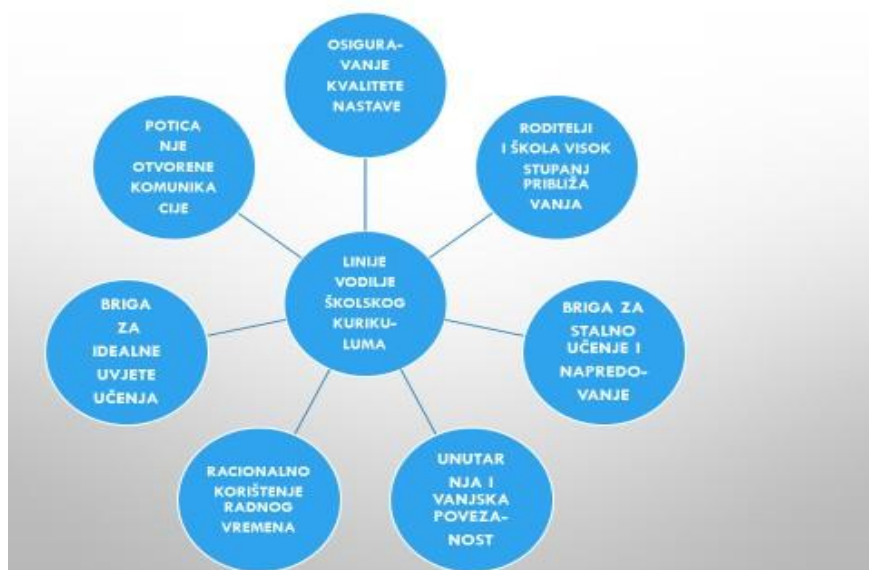 OSIGURA-
VANJE
KVALITETE
NASTAVE
RODITELJI
I ŠKOLA VISOK
STUPANJ
PRIBLIŽA
VANJA
BRIGA ZA
STALNO
UČENJE I
NAPREDO-
VANJE
UNUTAR
NJA I
VANJSKA
POVEZA-
NOST
RACIONALNO
KORIŠTENJE
RADNOG
VREMENA
BRIGA
ZA
IDEALNE
UVJETE
UČENJA
POTICA
NJE
OTVORENE
KOMUNIKA
CIJE
LINIJE
VODILJE
ŠKOLSKOG
KURIKU-
LUMA